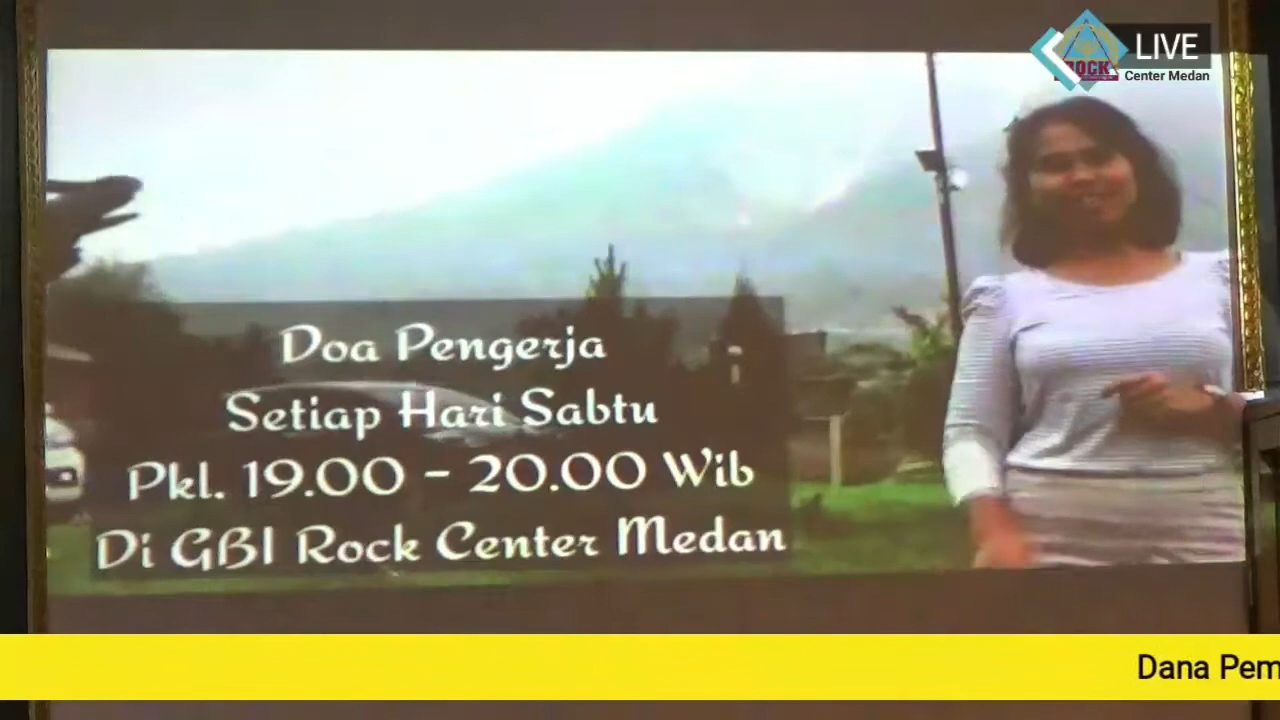 LIVE
ROCK
Center Medan
Doa Pengerja
Setiap Hari Sabtu
Pkl. 19.00 - 20.00 Wib
Di GBI Rock Center Medan
Dana Pem